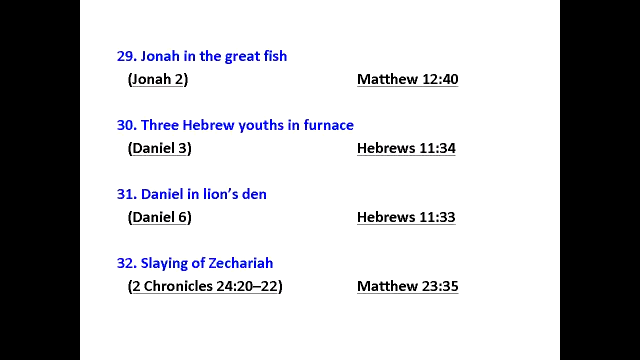 29. Jonah in the great fish
(Jonah 2) Matthew 12:40
30. Three Hebrew youths in furnace
(Daniel 3) Hebrews 11:34
31. Daniel in lion’s den
(Daniel 6) Hebrews 11:33
32. Slaying of Zechariah
(2 Chronicles 24:20–22) Matthew 23:35